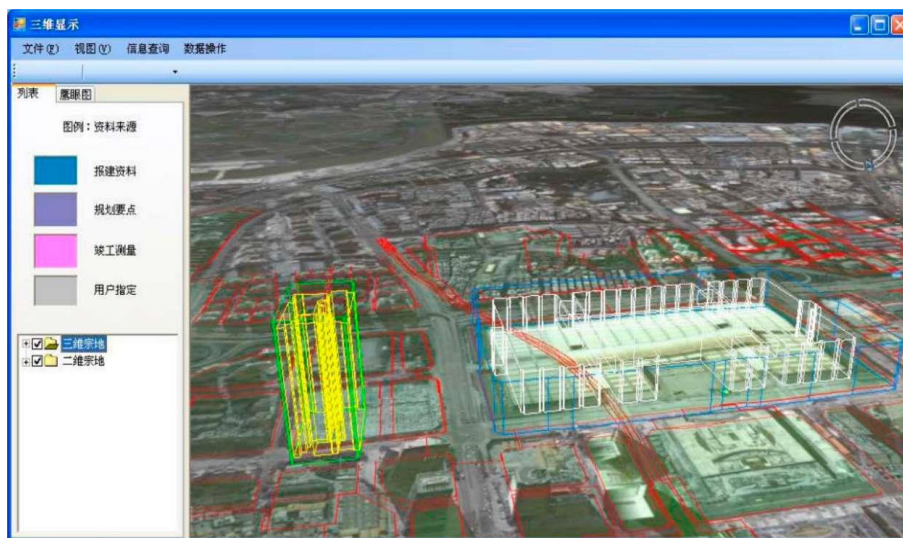 三维显示
文件(F) 视图(V) 信息查询 数据操作
列表 鹰眼图
图例：资料来源
报建资料
规划要点
竣工测量
用户指定
三维宗地
二维宗地